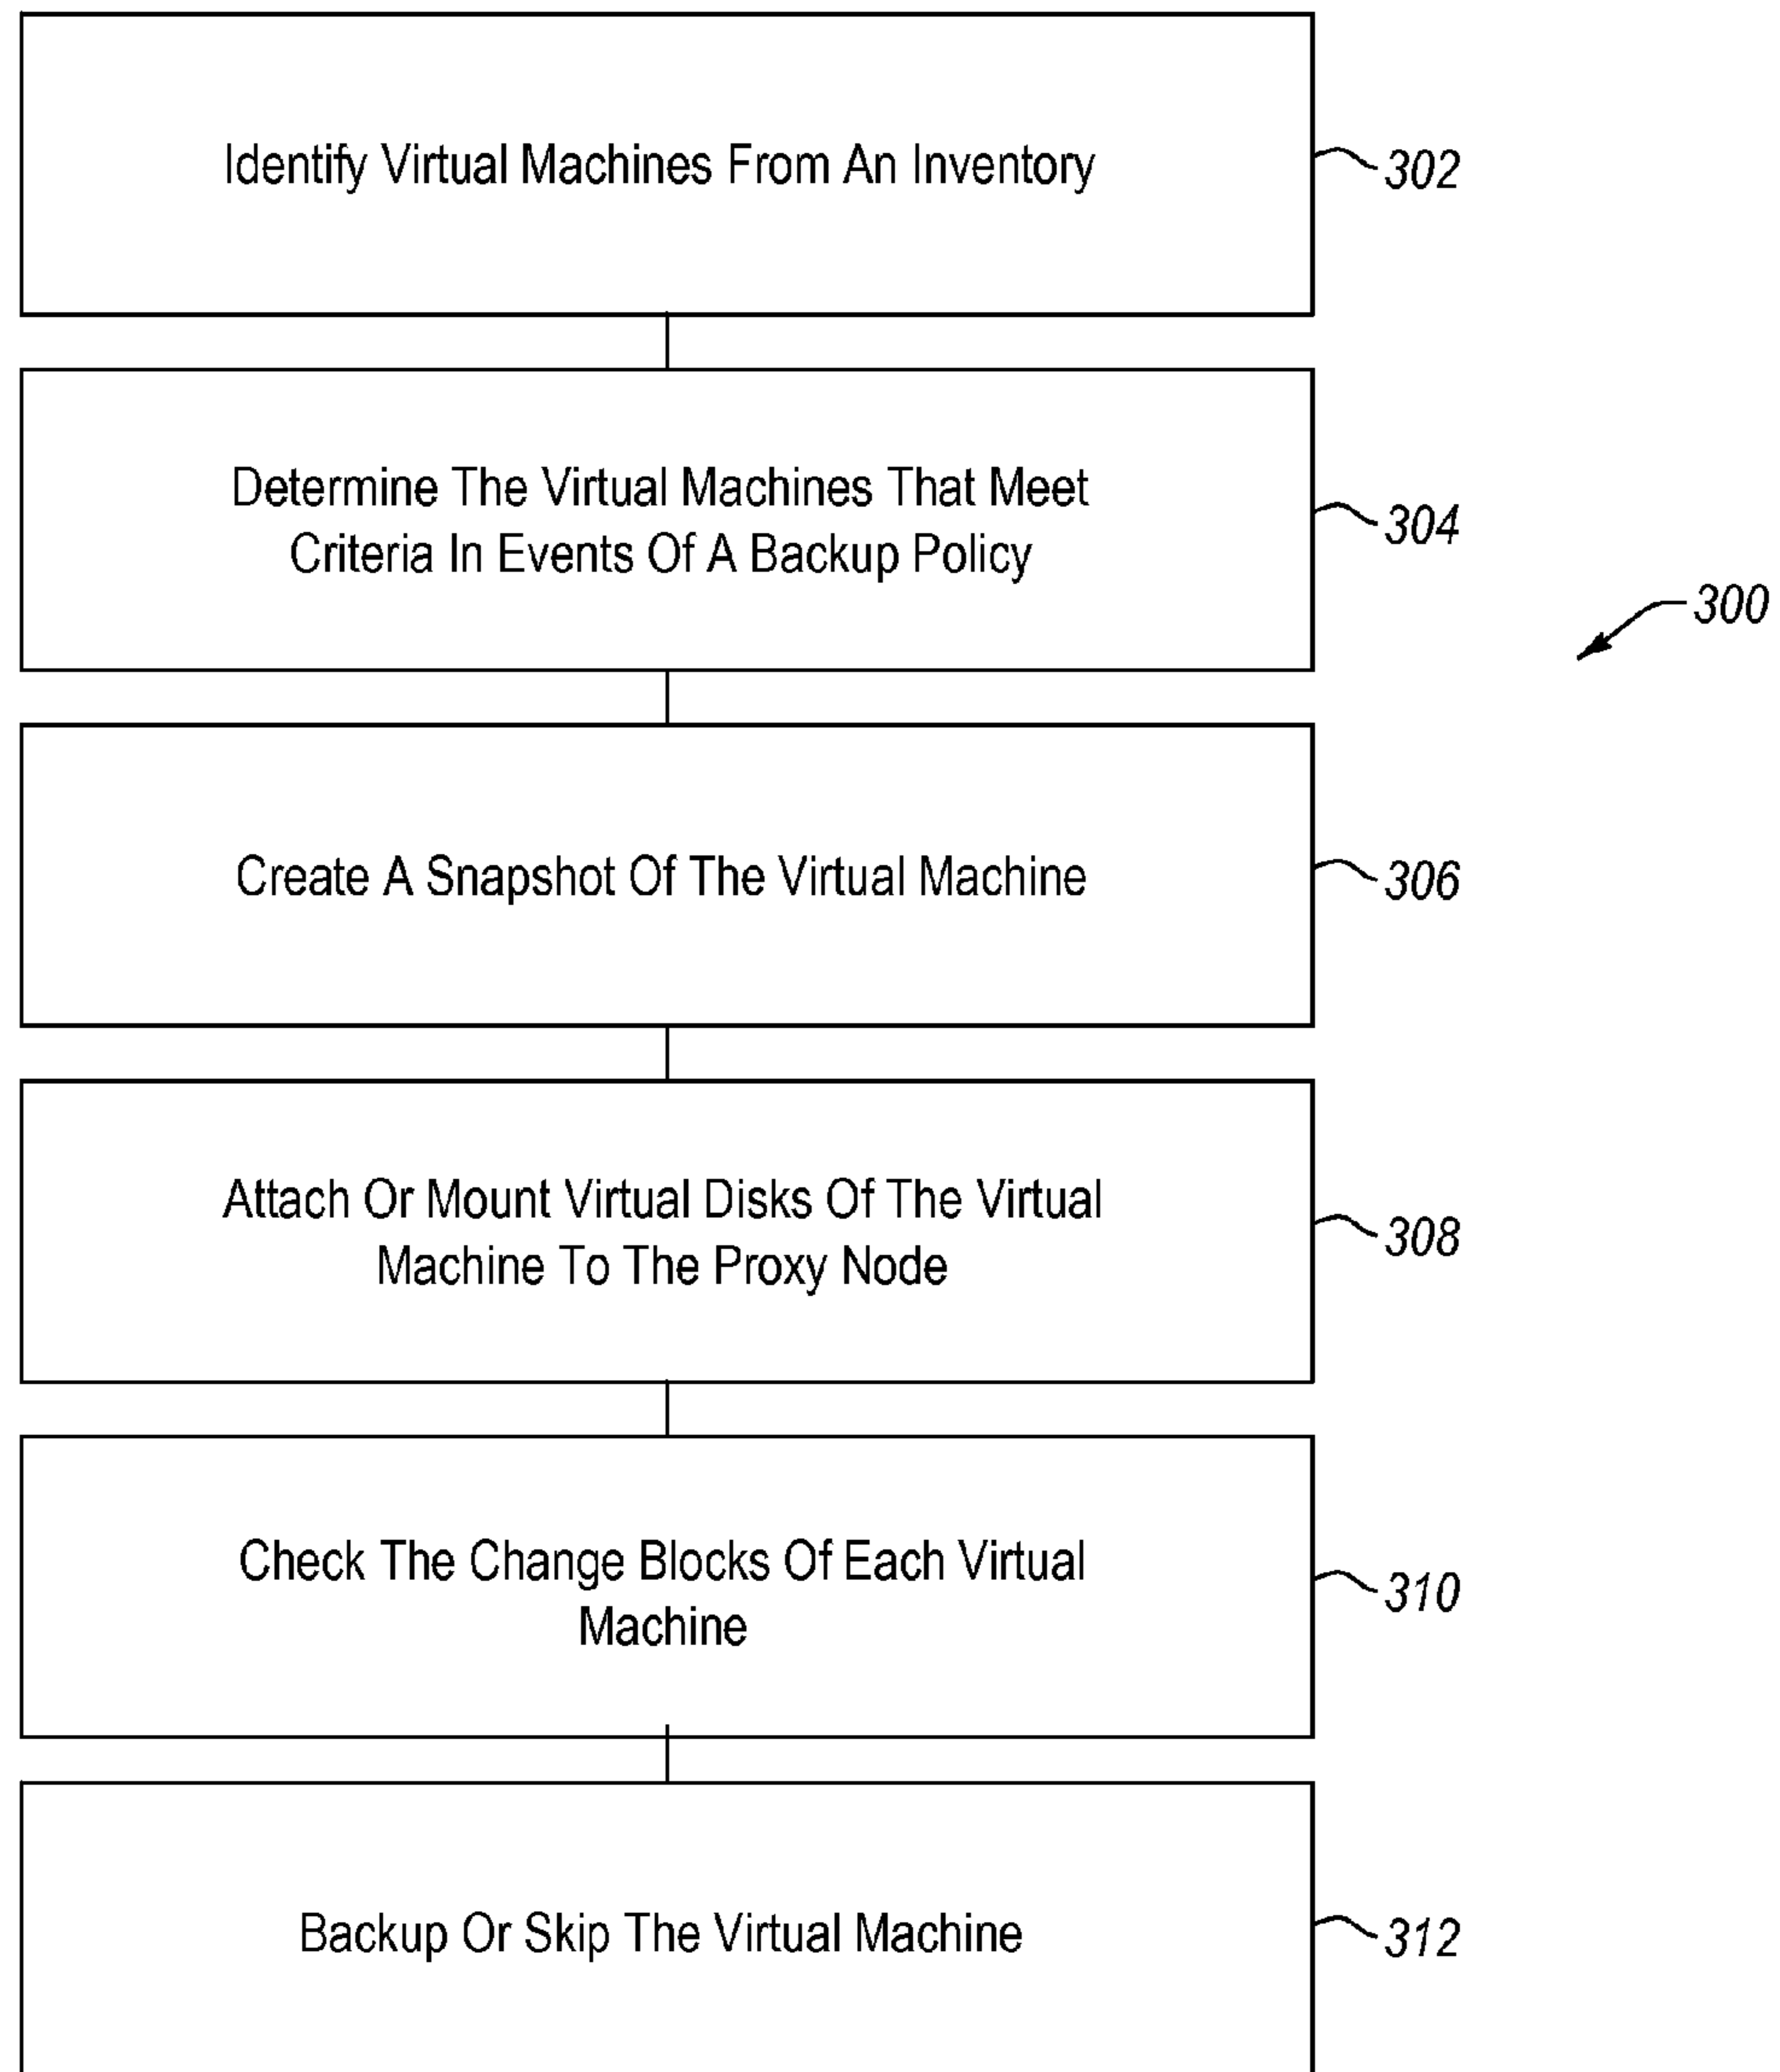 Identify Virtual Machines From An Inventory
302
Determine The Virtual Machines That Meet
Criteria In Events Of A Backup Policy
304
300
Create A Snapshot Of The Virtual Machine
306
Attach Or Mount Virtual Disks Of The Virtual
Machine To The Proxy Node
308
Check The Change Blocks Of Each Virtual
Machine
310
Backup Or Skip The Virtual Machine
312